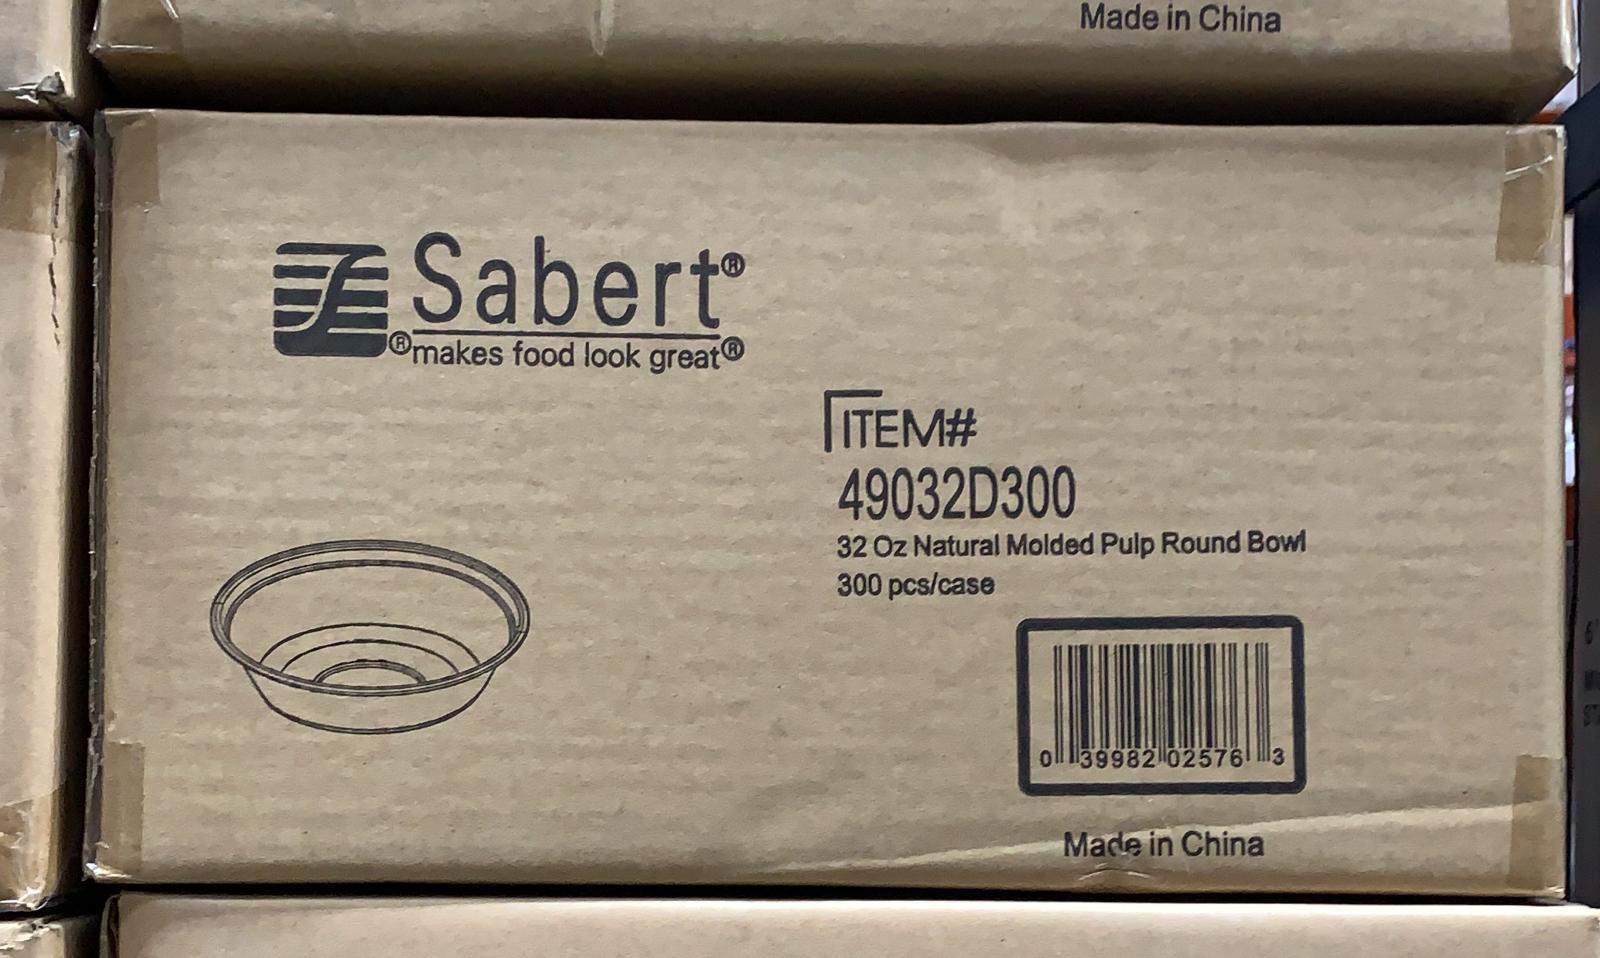 Made in China
Sabert®
®makes food look great®
ITEM#
49032D300
32 Oz Natural Molded Pulp Round Bowl
300 pcs/case
0 39982 02576 3
Made in China